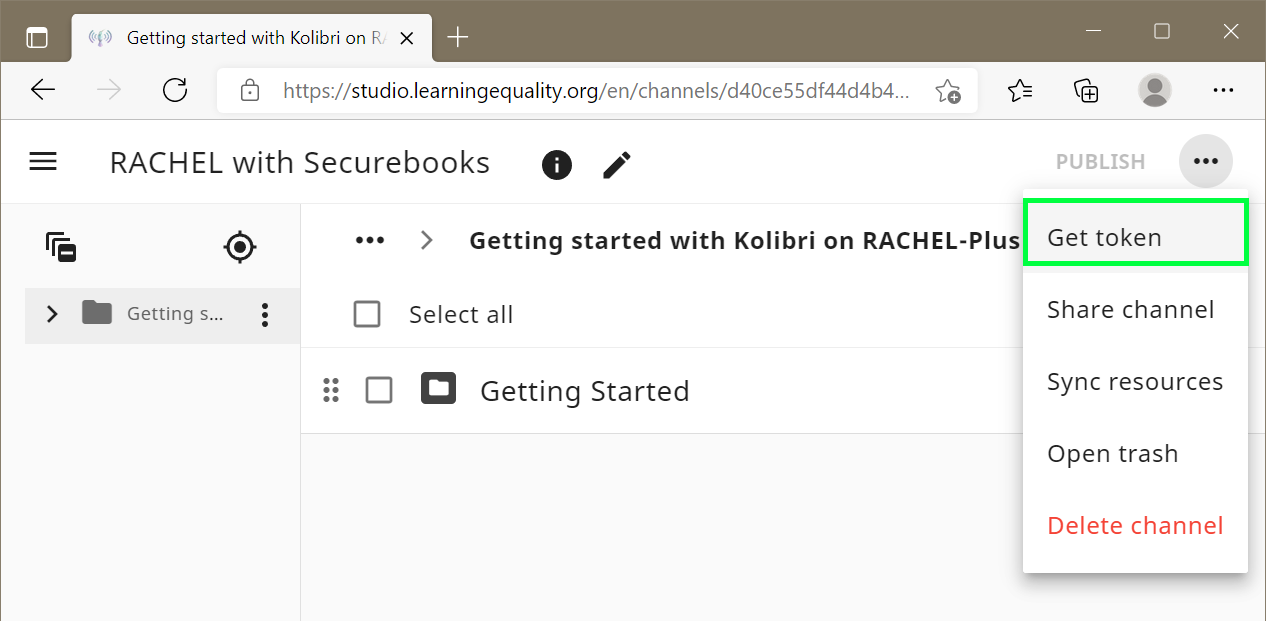 Getting started with Kolibri on RA
https://studio.learningequality.org/en/channels/d40ce55df44d4b4...
RACHEL with Securebooks
PUBLISH
Getting started with Kolibri on RACHEL-Plus
Get token
Getting s...
Select all
Share channel
Sync resources
Getting Started
Open trash
Delete channel